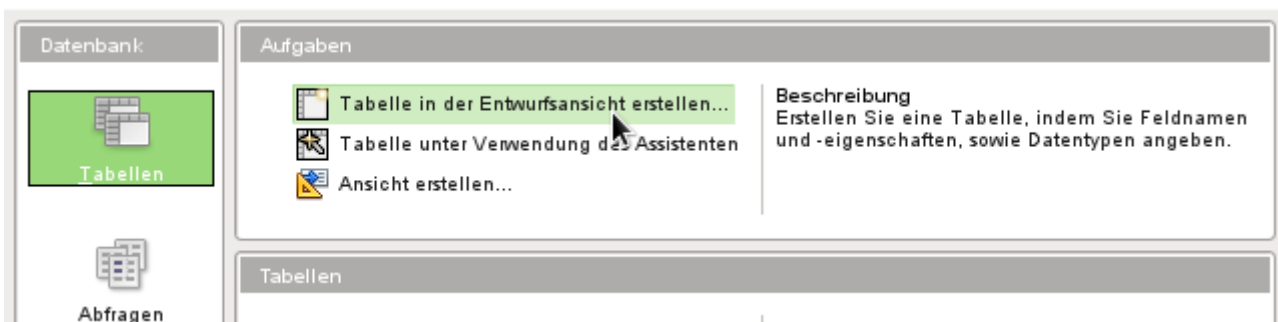 Datenbank
Aufgaben
Tabelle in der Entwurfsansicht erstellen...
Tabelle unter Verwendung des Assistenten
Ansicht erstellen...
Beschreibung
Erstellen Sie eine Tabelle, indem Sie Feldnamen
und -eigenschaften, sowie Datentypen angeben.
Tabellen
Abfragen
Tabellen